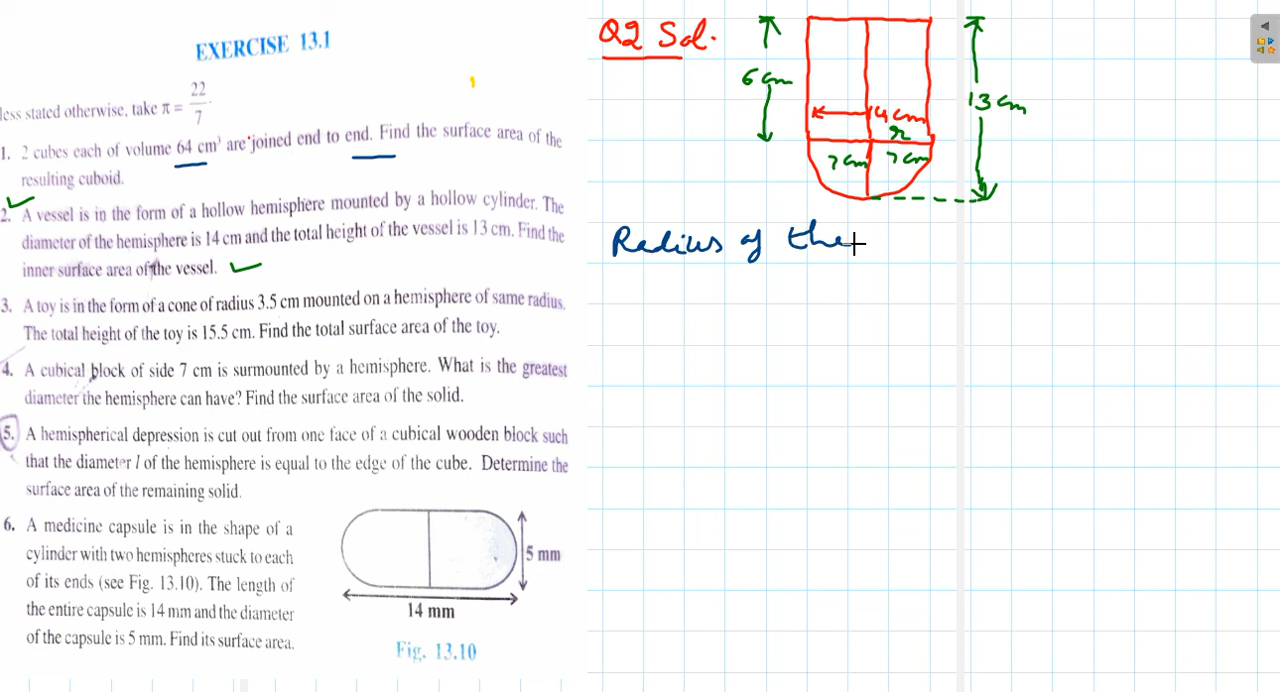 EXERCISE 13.1
less stated otherwise, take π = 22/7.
1. 2 cubes each of volume 64 cm³ are joined end to end. Find the surface area of the
resulting cuboid.
2. A vessel is in the form of a hollow hemisphere mounted by a hollow cylinder. The
diameter of the hemisphere is 14 cm and the total height of the vessel is 13 cm. Find the
inner surface area of the vessel.
3. A toy is in the form of a cone of radius 3.5 cm mounted on a hemisphere of same radius.
The total height of the toy is 15.5 cm. Find the total surface area of the toy.
4. A cubical block of side 7 cm is surmounted by a hemisphere. What is the greatest
diameter the hemisphere can have? Find the surface area of the solid.
5. A hemispherical depression is cut out from one face of a cubical wooden block such
that the diameter l of the hemisphere is equal to the edge of the cube. Determine the
surface area of the remaining solid.
6. A medicine capsule is in the shape of a
cylinder with two hemispheres stuck to each
of its ends (see Fig. 13.10). The length of
the entire capsule is 14 mm and the diameter
of the capsule is 5 mm. Find its surface area.
5 mm
14 mm
Fig. 13.10
Q2 Sol.
6 cm
13 cm
14 cm
r
7 cm 7 cm
Radius of the